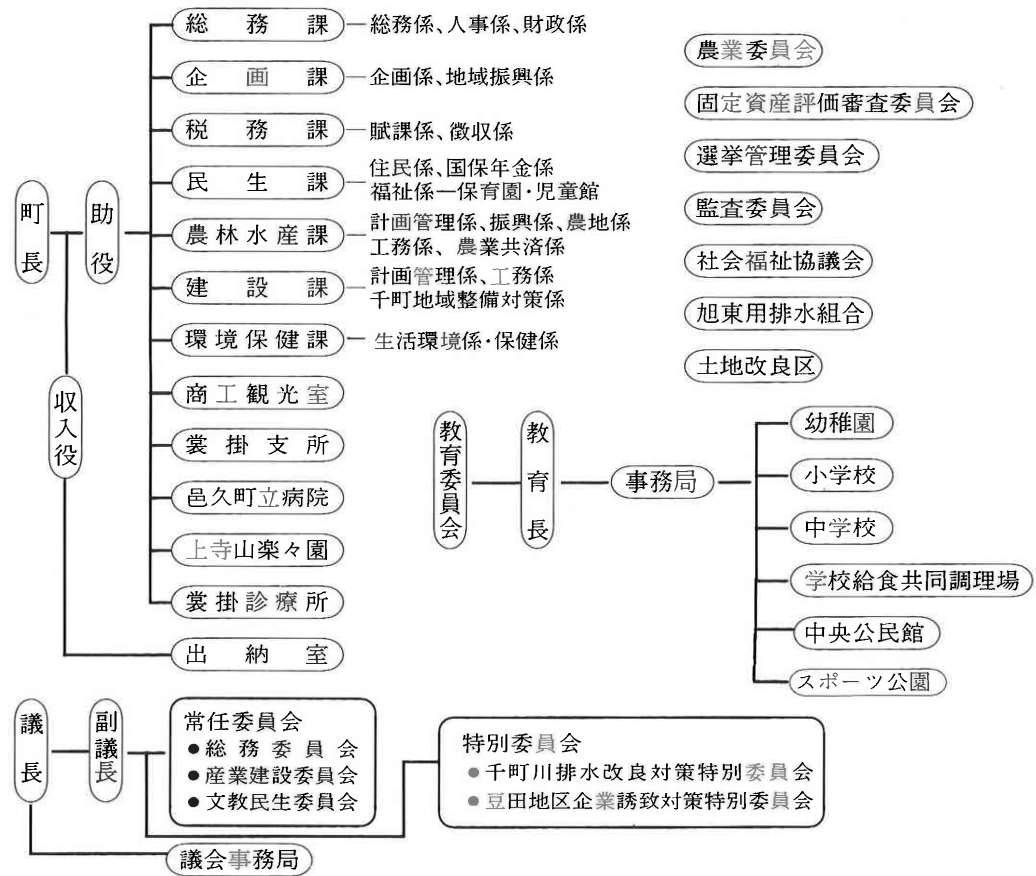 町長
助役
収入役
総務課
総務係、人事係、財政係
企画課
企画係、地域振興係
税務課
賦課係、徴収係
民生課
住民係、国保年金係
福祉係―保育園・児童館
農林水産課
計画管理係、振興係、農地係
工務係、農業共済係
建設課
計画管理係、工務係
千町地域整備対策係
環境保健課
生活環境係・保健係
商工観光室
裳掛支所
邑久町立病院
上寺山楽々園
裳掛診療所
出納室
農業委員会
固定資産評価審査委員会
選挙管理委員会
監査委員会
社会福祉協議会
旭東用排水組合
土地改良区
教育委員会
教育長
事務局
幼稚園
小学校
中学校
学校給食共同調理場
中央公民館
スポーツ公園
議長
副議長
常任委員会
●総務委員会
●産業建設委員会
●文教民生委員会
特別委員会
●千町川排水改良対策特別委員会
●豆田地区企業誘致対策特別委員会
議会事務局